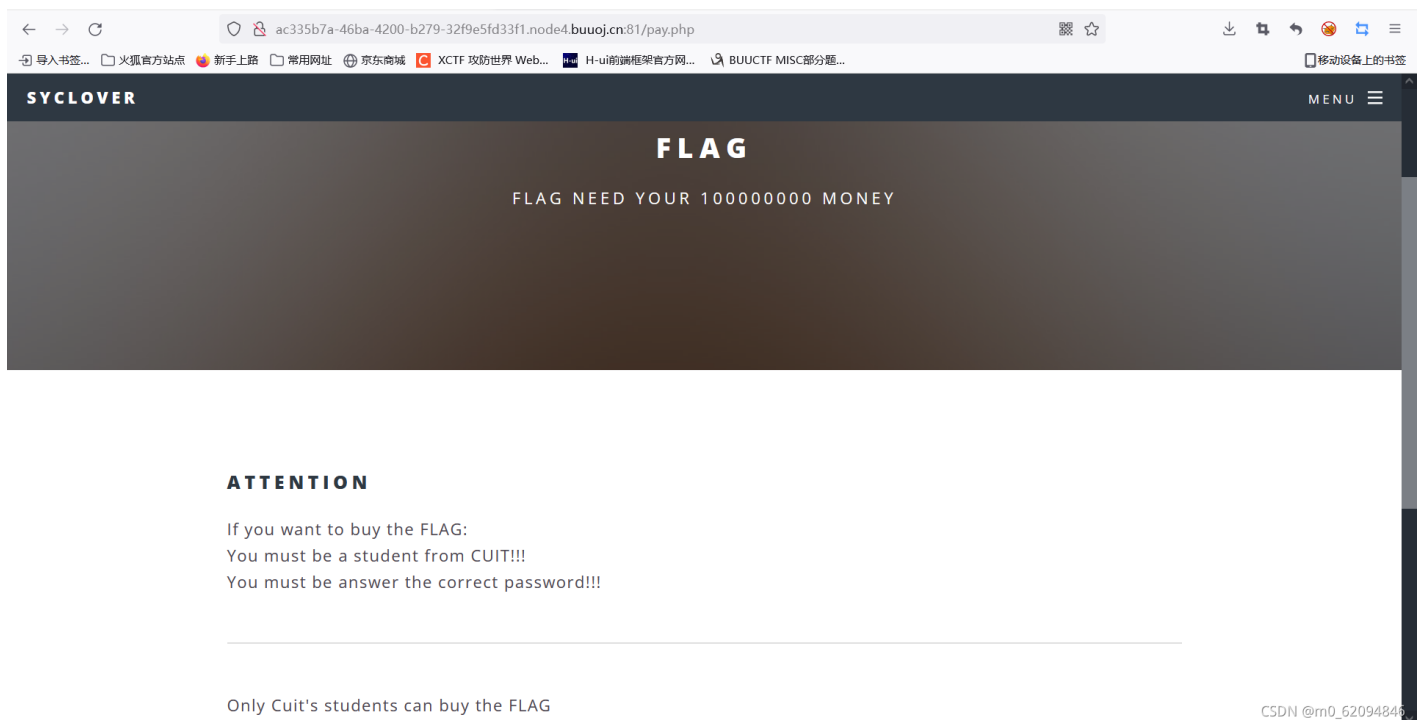 ac335b7a-46ba-4200-b279-32f9e5fd33f1.node4.buuoj.cn:81/pay.php
导入书签... 火狐官方站点 新手上路 常用网址 京东商城 C XCTF 攻防世界 Web... H-ui H-ui前端框架官方网... BUUCTF MISC部分题... 移动设备上的书签
SYCLOVER MENU
FLAG
FLAG NEED YOUR 100000000 MONEY
ATTENTION
If you want to buy the FLAG:
You must be a student from CUIT!!!
You must be answer the correct password!!!
Only Cuit's students can buy the FLAG
CSDN @m0_62094846